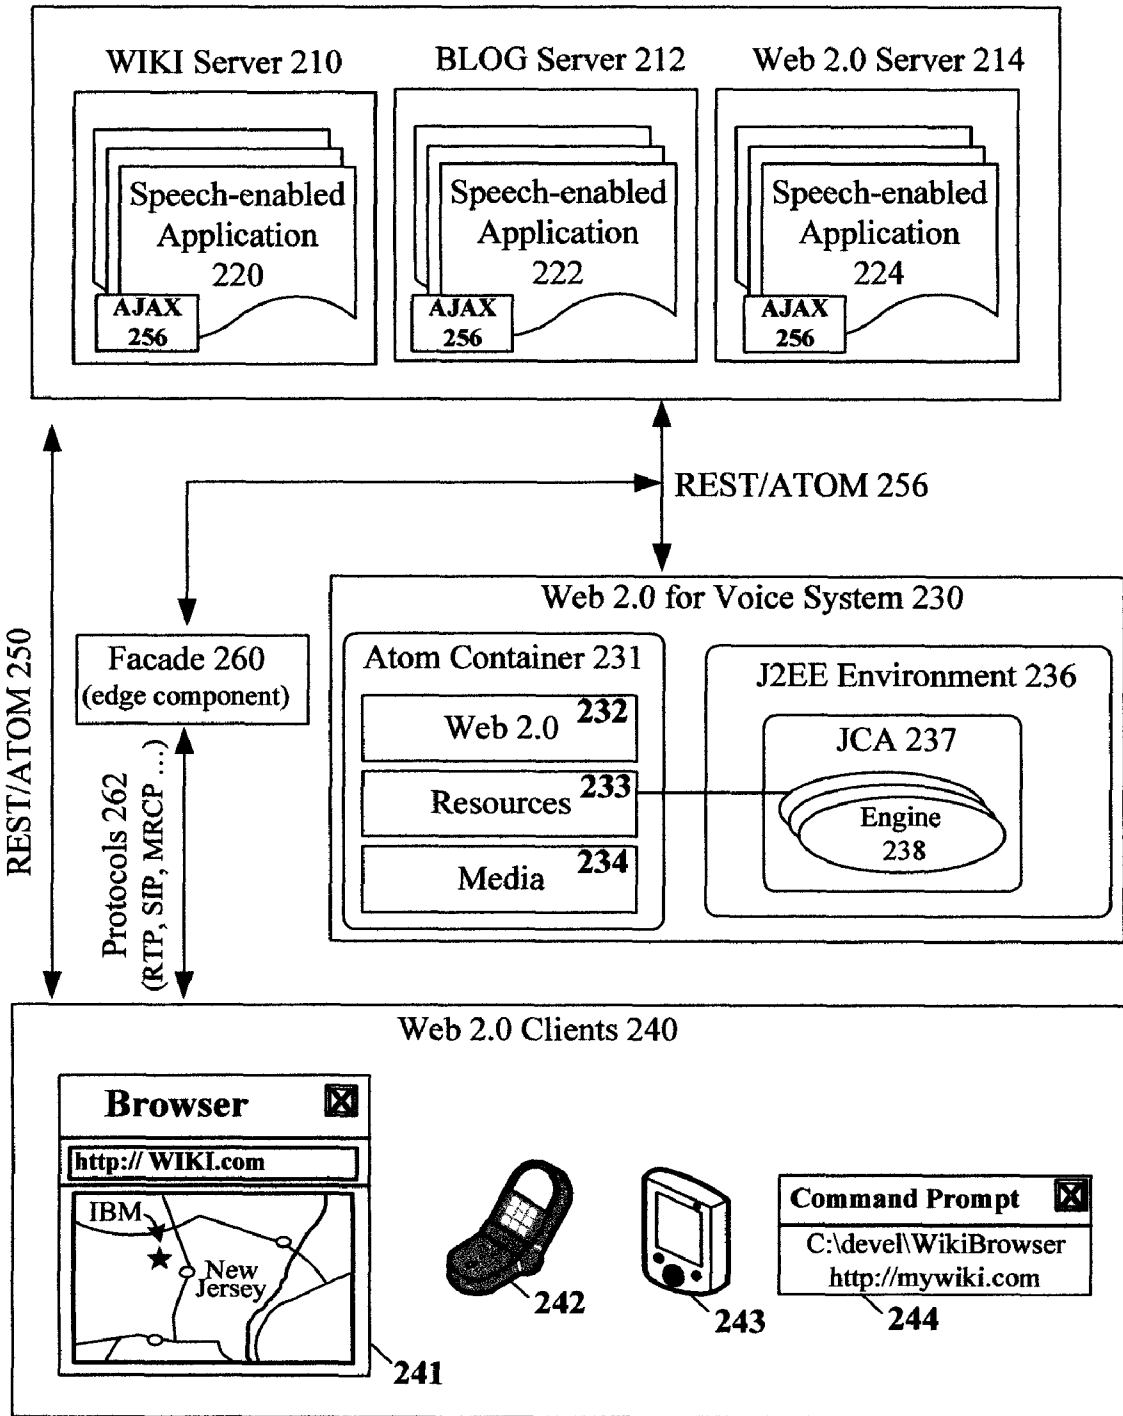 WIKI Server 210
BLOG Server 212
Web 2.0 Server 214
Speech-enabled
Application
220
AJAX
256
Speech-enabled
Application
222
AJAX
256
Speech-enabled
Application
224
AJAX
256
REST/ATOM 256
REST/ATOM 250
Facade 260
(edge component)
Protocols 262
(RTP, SIP, MRCP ...)
Web 2.0 for Voice System 230
Atom Container 231
Web 2.0
232
Resources
233
Media
234
J2EE Environment 236
JCA 237
Engine
238
Web 2.0 Clients 240
Browser
http:// WIKI.com
IBM
New
Jersey
241
242
243
Command Prompt
C:\devel\WikiBrowser
http://mywiki.com
244